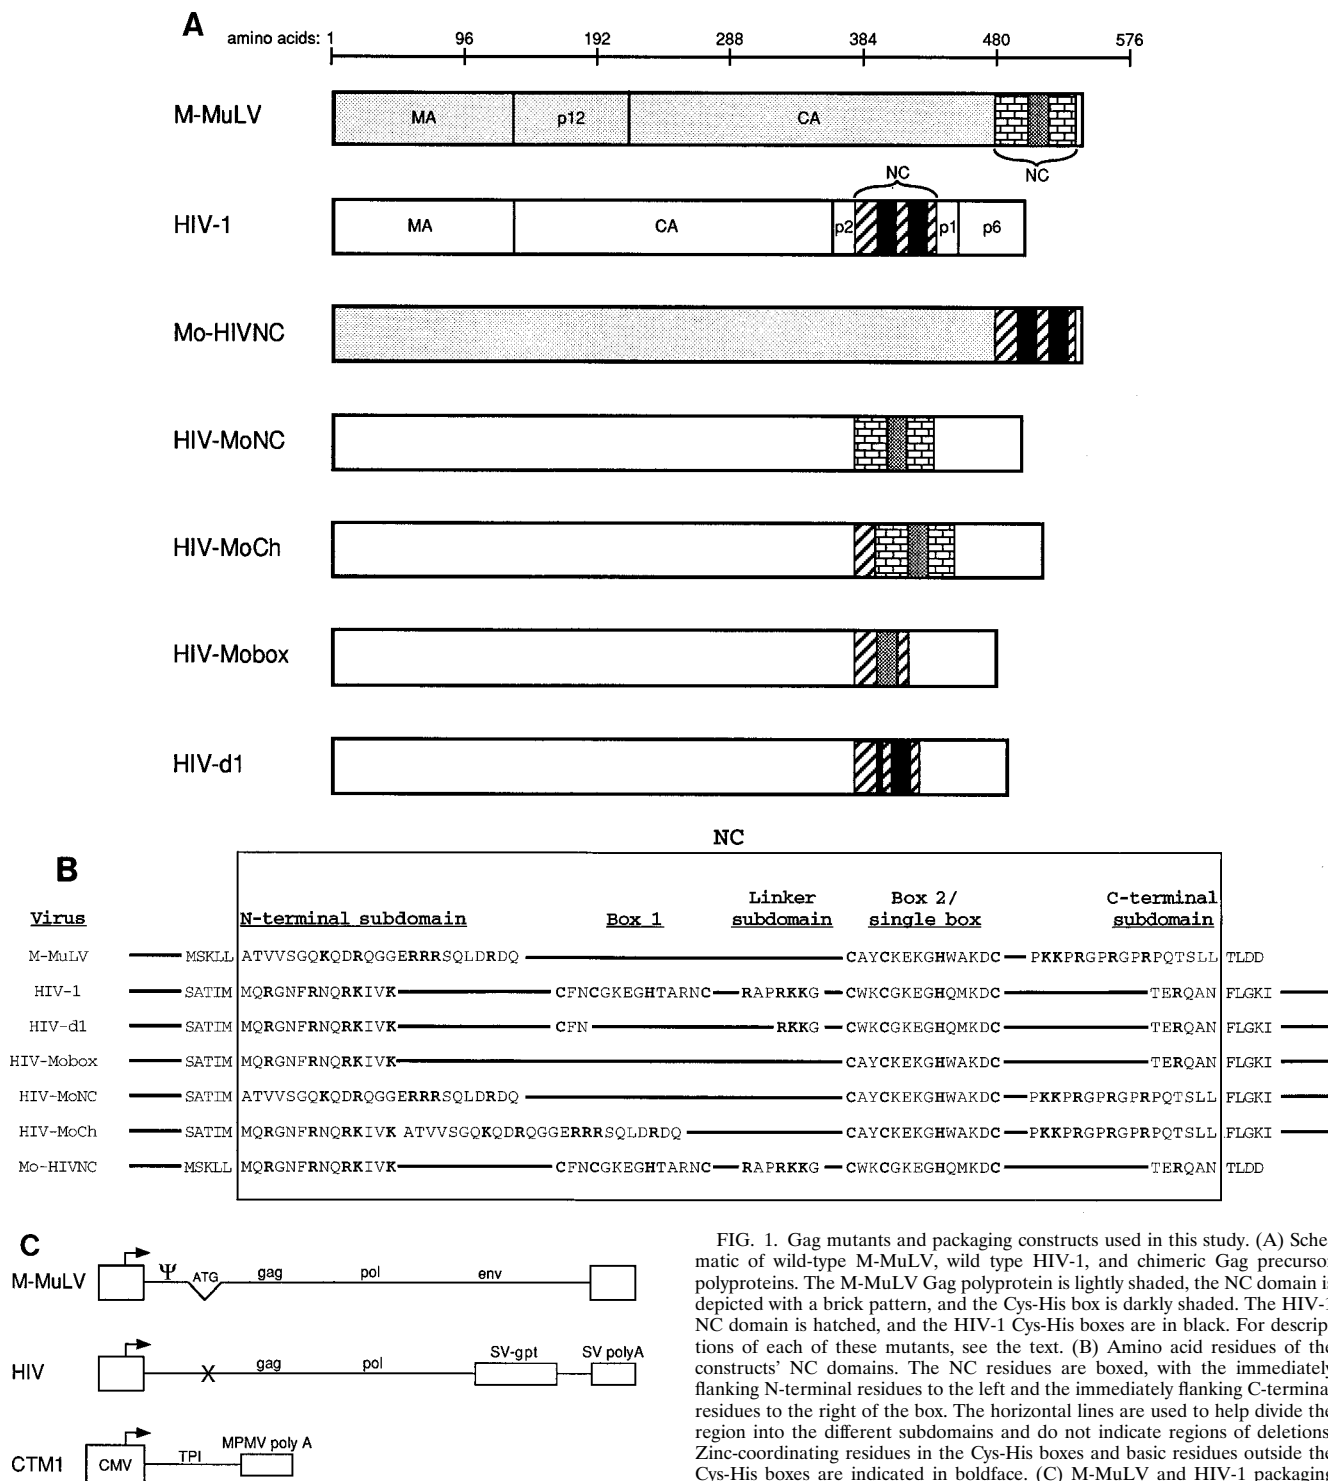 A
amino acids: 1 96 192 288 384 480 576
M-MuLV MA p12 CA
NC
NC
HIV-1 MA CA p2 p1 p6
Mo-HIVNC
HIV-MoNC
HIV-MoCh
HIV-Mobox
HIV-d1
NC
B
Linker Box 2/ C-terminal
Virus N-terminal subdomain Box 1 subdomain single box subdomain
M-MuLV MSKLL ATVVSGQKQDRQGGERRRSQLDRDQ CAYCKEKGHWAKDC PKKPRGPRGPRPQTSLL TLDD
HIV-1 SATIM MQRGNFRNQRKIVK CFNCGKEGHTARNC RAPRKKG CWKCGKEGHQMKDC TERQAN FLGKI
HIV-d1 SATIM MQRGNFRNQRKIVK CFN RKKG CWKCGKEGHQMKDC TERQAN FLGKI
HIV-Mobox SATIM MQRGNFRNQRKIVK CAYCKEKGHWAKDC TERQAN FLGKI
HIV-MoNC SATIM ATVVSGQKQDRQGGERRRSQLDRDQ CAYCKEKGHWAKDC PKKPRGPRGPRPQTSLL FLGKI
HIV-MoCh SATIM MQRGNFRNQRKIVK ATVVSGQKQDRQGGERRRSQLDRDQ CAYCKEKGHWAKDC PKKPRGPRGPRPQTSLL FLGKI
Mo-HIVNC MSKLL MQRGNFRNQRKIVK CFNCGKEGHTARNC RAPRKKG CWKCGKEGHQMKDC TERQAN TLDD
C
M-MuLV Ψ ATG gag pol env
HIV X gag pol SV-gpt SV polyA
CTM1 CMV TPI MPMV poly A
FIG. 1. Gag mutants and packaging constructs used in this study. (A) Sche
matic of wild-type M-MuLV, wild type HIV-1, and chimeric Gag precursor
polyproteins. The M-MuLV Gag polyprotein is lightly shaded, the NC domain is
depicted with a brick pattern, and the Cys-His box is darkly shaded. The HIV-1
NC domain is hatched, and the HIV-1 Cys-His boxes are in black. For descrip
tions of each of these mutants, see the text. (B) Amino acid residues of the
constructs' NC domains. The NC residues are boxed, with the immediately
flanking N-terminal residues to the left and the immediately flanking C-termina
residues to the right of the box. The horizontal lines are used to help divide the
region into the different subdomains and do not indicate regions of deletions
Zinc-coordinating residues in the Cys-His boxes and basic residues outside the
Cys-His boxes are indicated in boldface. (C) M-MuLV and HIV-1 packaging